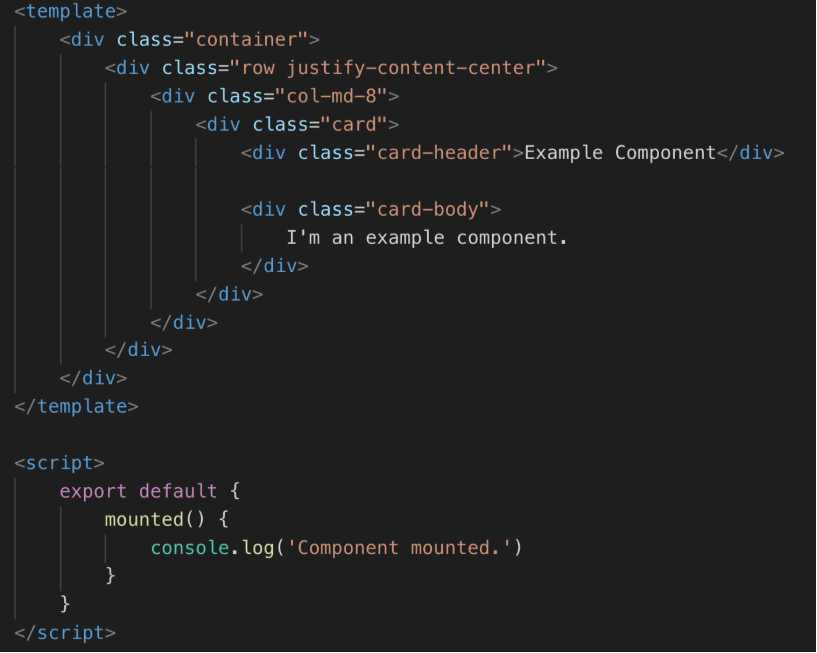 <template>
    <div class="container">
        <div class="row justify-content-center">
            <div class="col-md-8">
                <div class="card">
                    <div class="card-header">Example Component</div>

                    <div class="card-body">
                        I'm an example component.
                    </div>
                </div>
            </div>
        </div>
    </div>
</template>

<script>
    export default {
        mounted() {
            console.log('Component mounted.')
        }
    }
</script>